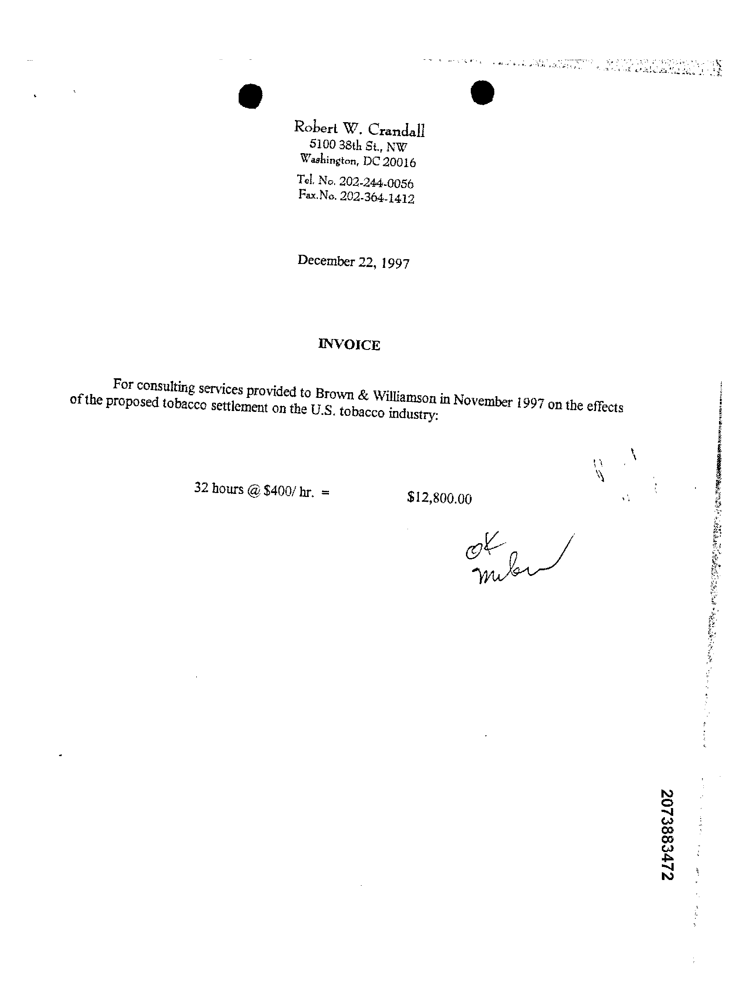 Robert W. Crandall
5100 38th St., NW
Washington, DC 20016
Tel. No. 202-244-0056
Fax.No. 202-364-1412
December 22, 1997
INVOICE
For consulting services provided to Brown & Williamson in November 1997 on the effects
of the proposed tobacco settlement on the U.S. tobacco industry:
32 hours @ $400/ hr. = $12,800.00
OK
2073883472